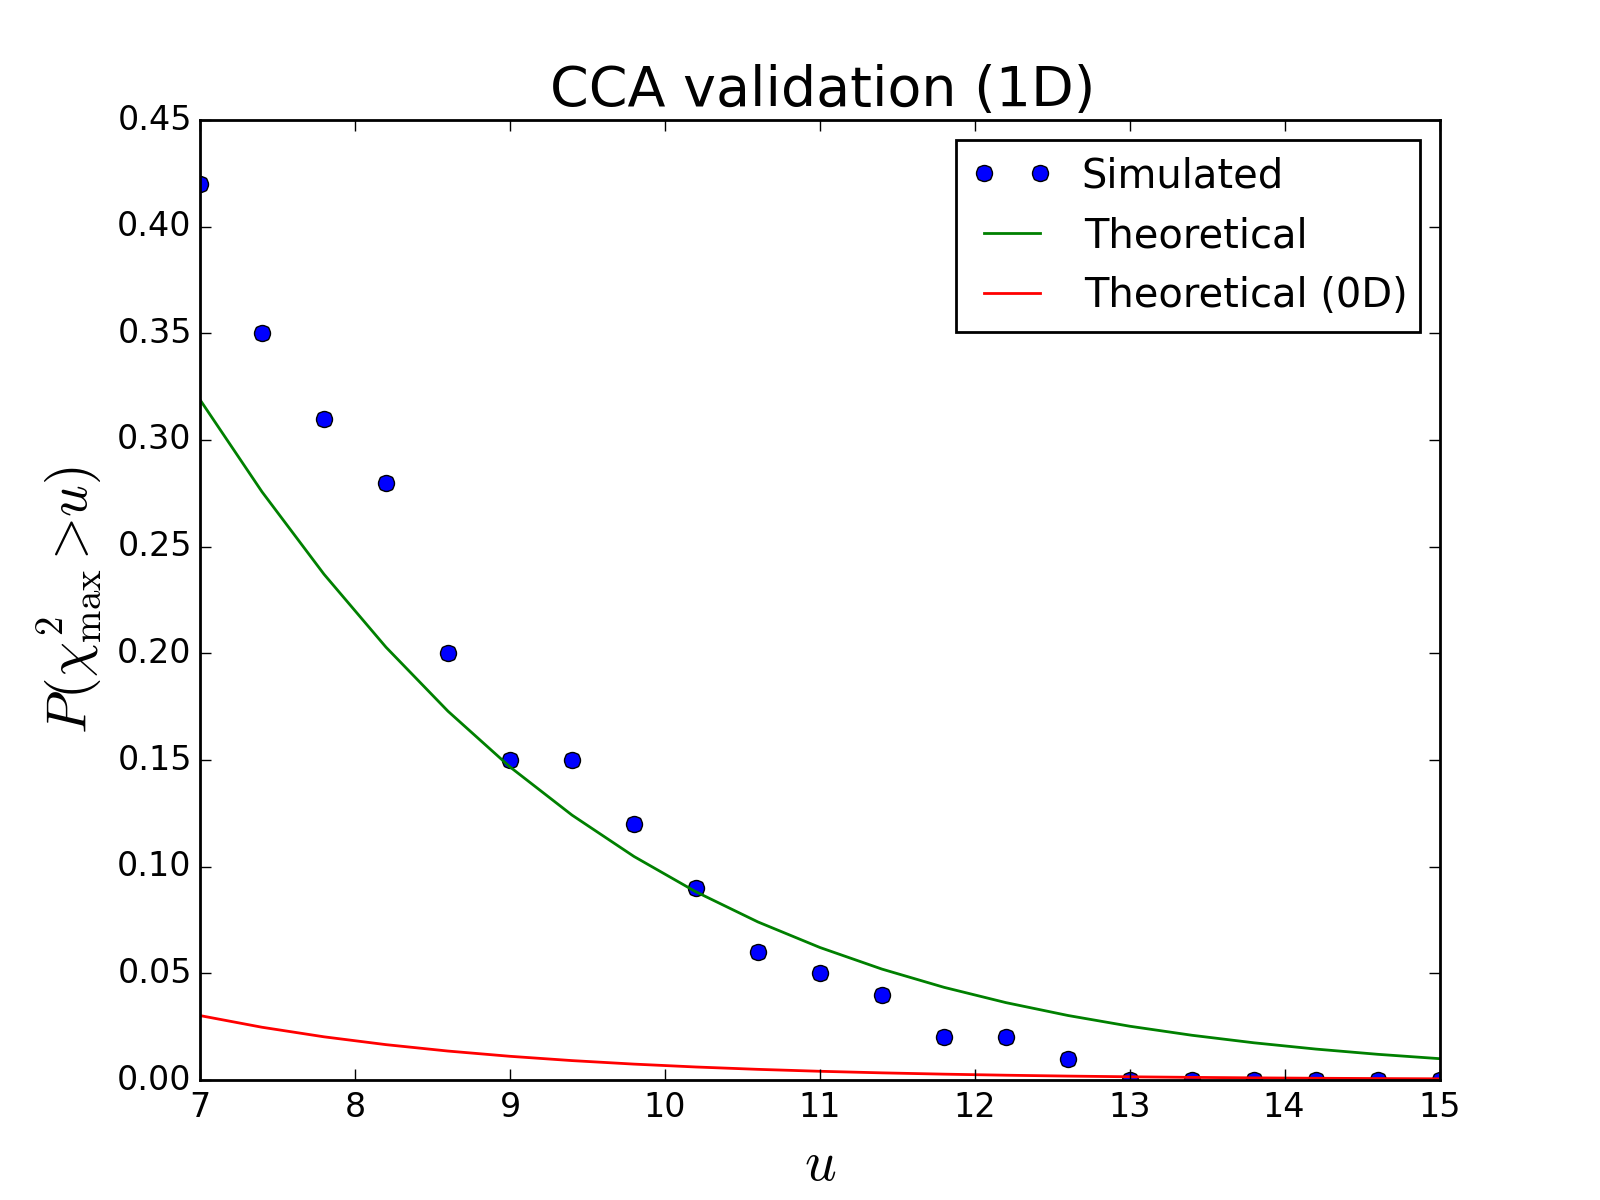 CCA validation (1D)
0.45
0.40
0.35
0.30
0.25
0.20
0.15
0.10
0.05
0.00
P(χ²max > u)
Simulated
Theoretical
Theoretical (0D)
7 8 9 10 11 12 13 14 15
u